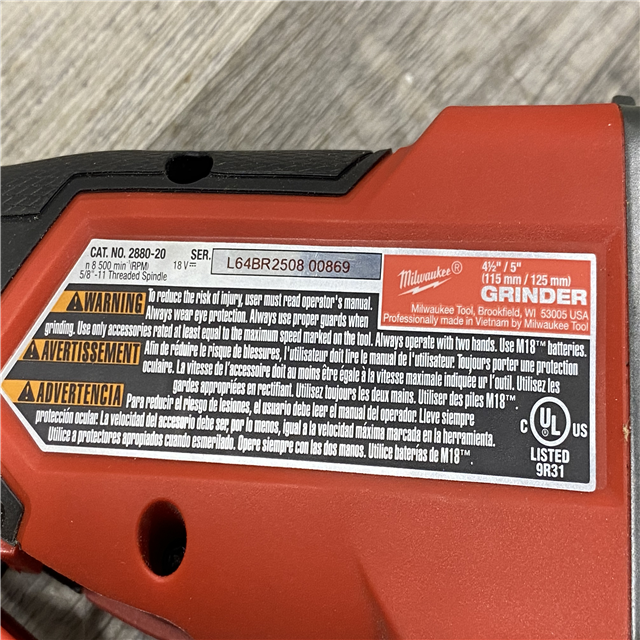 CAT. NO. 2880-20 SER. L64BR2508 00869
n 8 500 min⁻¹(RPM) 18 V⎓
5/8"-11 Threaded Spindle
Milwaukee®
4½" / 5"
(115 mm / 125 mm)
GRINDER
Milwaukee Tool, Brookfield, WI 53005 USA
Professionally made in Vietnam by Milwaukee Tool
WARNING To reduce the risk of injury, user must read operator's manual.
Always wear eye protection. Always use proper guards when
grinding. Use only accessories rated at least equal to the maximum speed marked on the tool. Always operate with two hands. Use M18™ batteries.
AVERTISSEMENT Afin de réduire le risque de blessures, l'utilisateur doit lire le manuel de l'utilisateur. Toujours porter une protection
oculaire. La vitesse de l'accessoire doit au moins être égale à la vitesse maximale indiquée ur l'outil. Utilisez les
gardes appropriées en rectifiant. Utilisez toujours les deux mains. Utiliser des piles M18™
ADVERTENCIA Para reducir el riesgo de lesiones, el usuario debe leer el manual del operador. Lleve siempre
protección ocular. La velocidad del accesorio debe ser, por lo menos, igual a la velocidad máxima marcada en la herramienta.
Utilice a protectores apropiados cuando esmerilado. Opere siempre con las dos manos. Utilice baterías de M18™
C UL US
®
LISTED
9R31